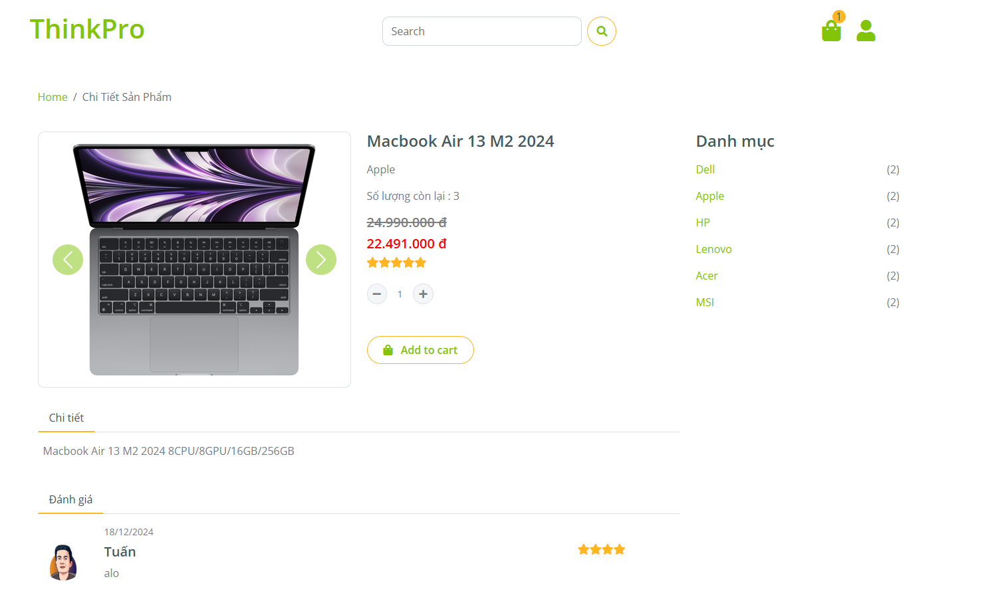 ThinkPro
Search
1
Home / Chi Tiết Sản Phẩm
Macbook Air 13 M2 2024
Apple
Số lượng còn lại : 3
24.990.000 đ
22.491.000 đ
1
Add to cart
Danh mục
Dell (2)
Apple (2)
HP (2)
Lenovo (2)
Acer (2)
MSI (2)
Chi tiết
Macbook Air 13 M2 2024 8CPU/8GPU/16GB/256GB
Đánh giá
18/12/2024
Tuấn
alo